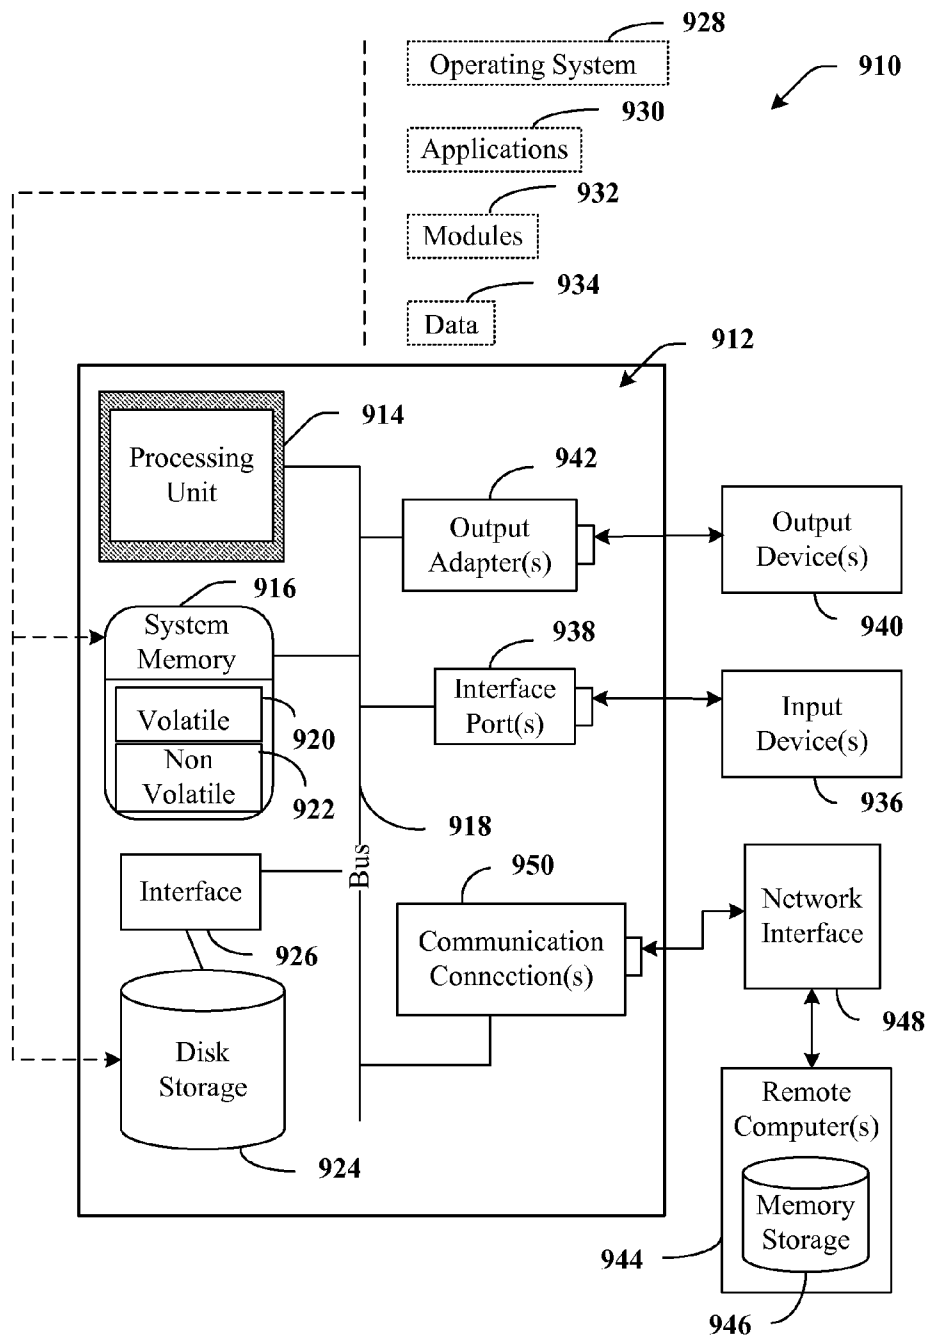 928
Operating System
910
930
Applications
932
Modules
934
Data
912
914
Processing
Unit
942
Output
Adapter(s)
Output
Device(s)
940
916
System
Memory
938
Interface
Port(s)
Input
Device(s)
936
Volatile
920
Non
Volatile
922
918
Bus
950
Communication
Connection(s)
Network
Interface
948
Interface
926
Disk
Storage
924
Remote
Computer(s)
Memory
Storage
944
946